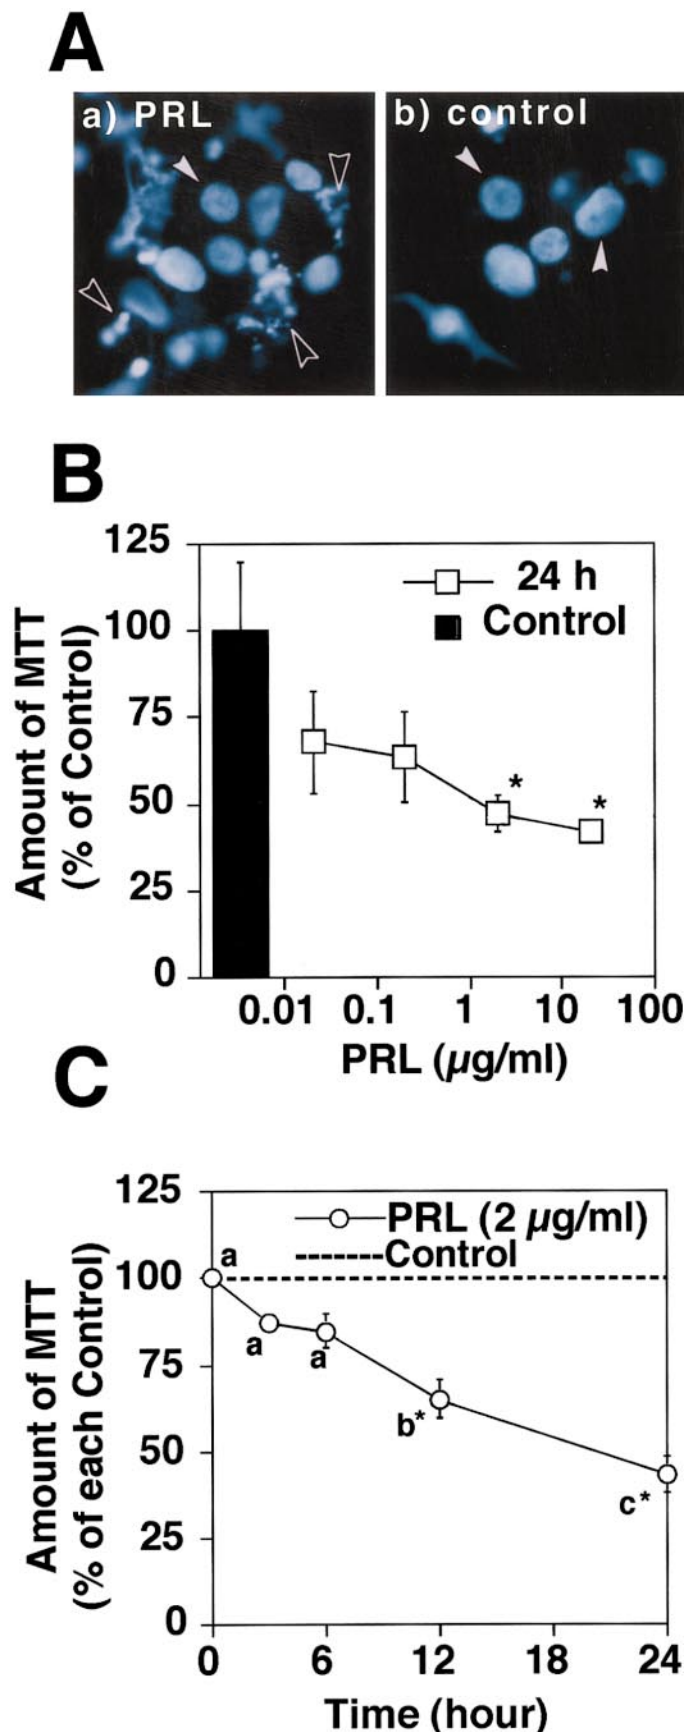 A
a) PRL
b) control
B
125
100
75
50
25
0
Amount of MTT
(% of Control)
24 h
Control
*
*
0.01 0.1 1 10 100
PRL (µg/ml)
C
125
100
75
50
25
0
Amount of MTT
(% of each Control)
PRL (2 µg/ml)
Control
a
a
a
b*
c*
0 6 12 18 24
Time (hour)